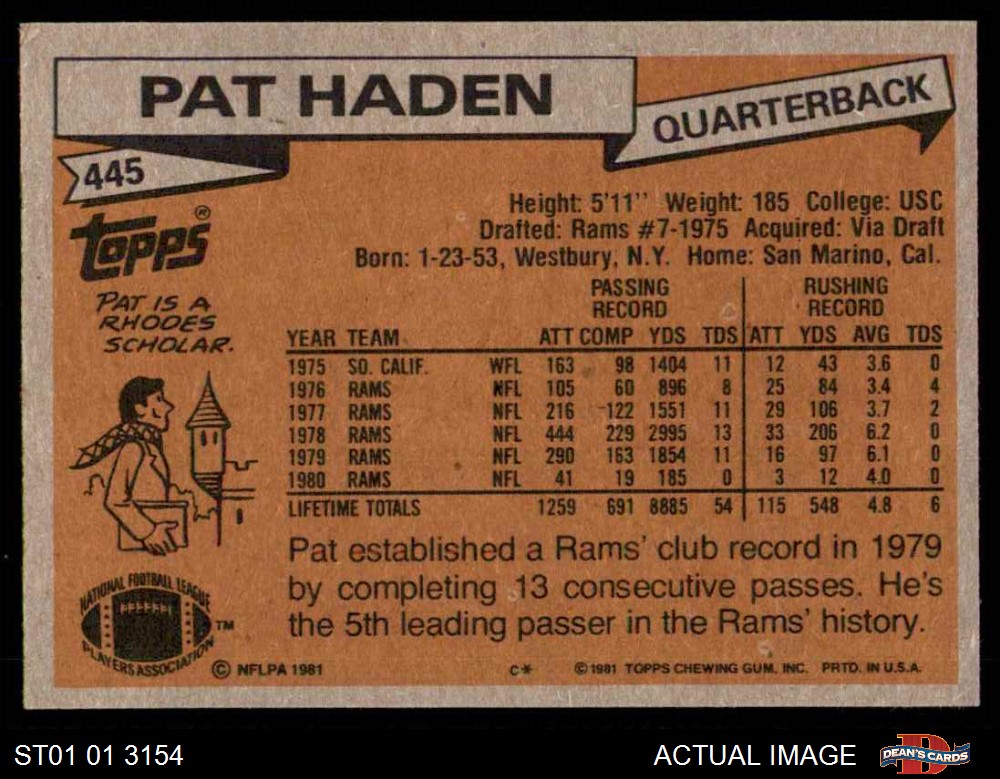 PAT HADEN
QUARTERBACK
445
topps®
Height: 5'11" Weight: 185 College: USC
Drafted: Rams #7-1975 Acquired: Via Draft
Born: 1-23-53, Westbury, N.Y. Home: San Marino, Cal.
PAT IS A
RHODES
SCHOLAR.
PASSING RUSHING
RECORD RECORD
YEAR TEAM ATT COMP YDS TDS ATT YDS AVG TDS
1975 SO. CALIF. WFL 163 98 1404 11 12 43 3.6 0
1976 RAMS NFL 105 60 896 8 25 84 3.4 4
1977 RAMS NFL 216 122 1551 11 29 106 3.7 2
1978 RAMS NFL 444 229 2995 13 33 206 6.2 0
1979 RAMS NFL 290 163 1854 11 16 97 6.1 0
1980 RAMS NFL 41 19 185 0 3 12 4.0 0
LIFETIME TOTALS 1259 691 8885 54 115 548 4.8 6
Pat established a Rams' club record in 1979
by completing 13 consecutive passes. He's
the 5th leading passer in the Rams' history.
NATIONAL FOOTBALL LEAGUE
PLAYERS ASSOCIATION
TM
© NFLPA 1981 C* © 1981 TOPPS CHEWING GUM, INC. PRTD. IN U.S.A.
ST01 01 3154 ACTUAL IMAGE
D
DEAN'S CARDS